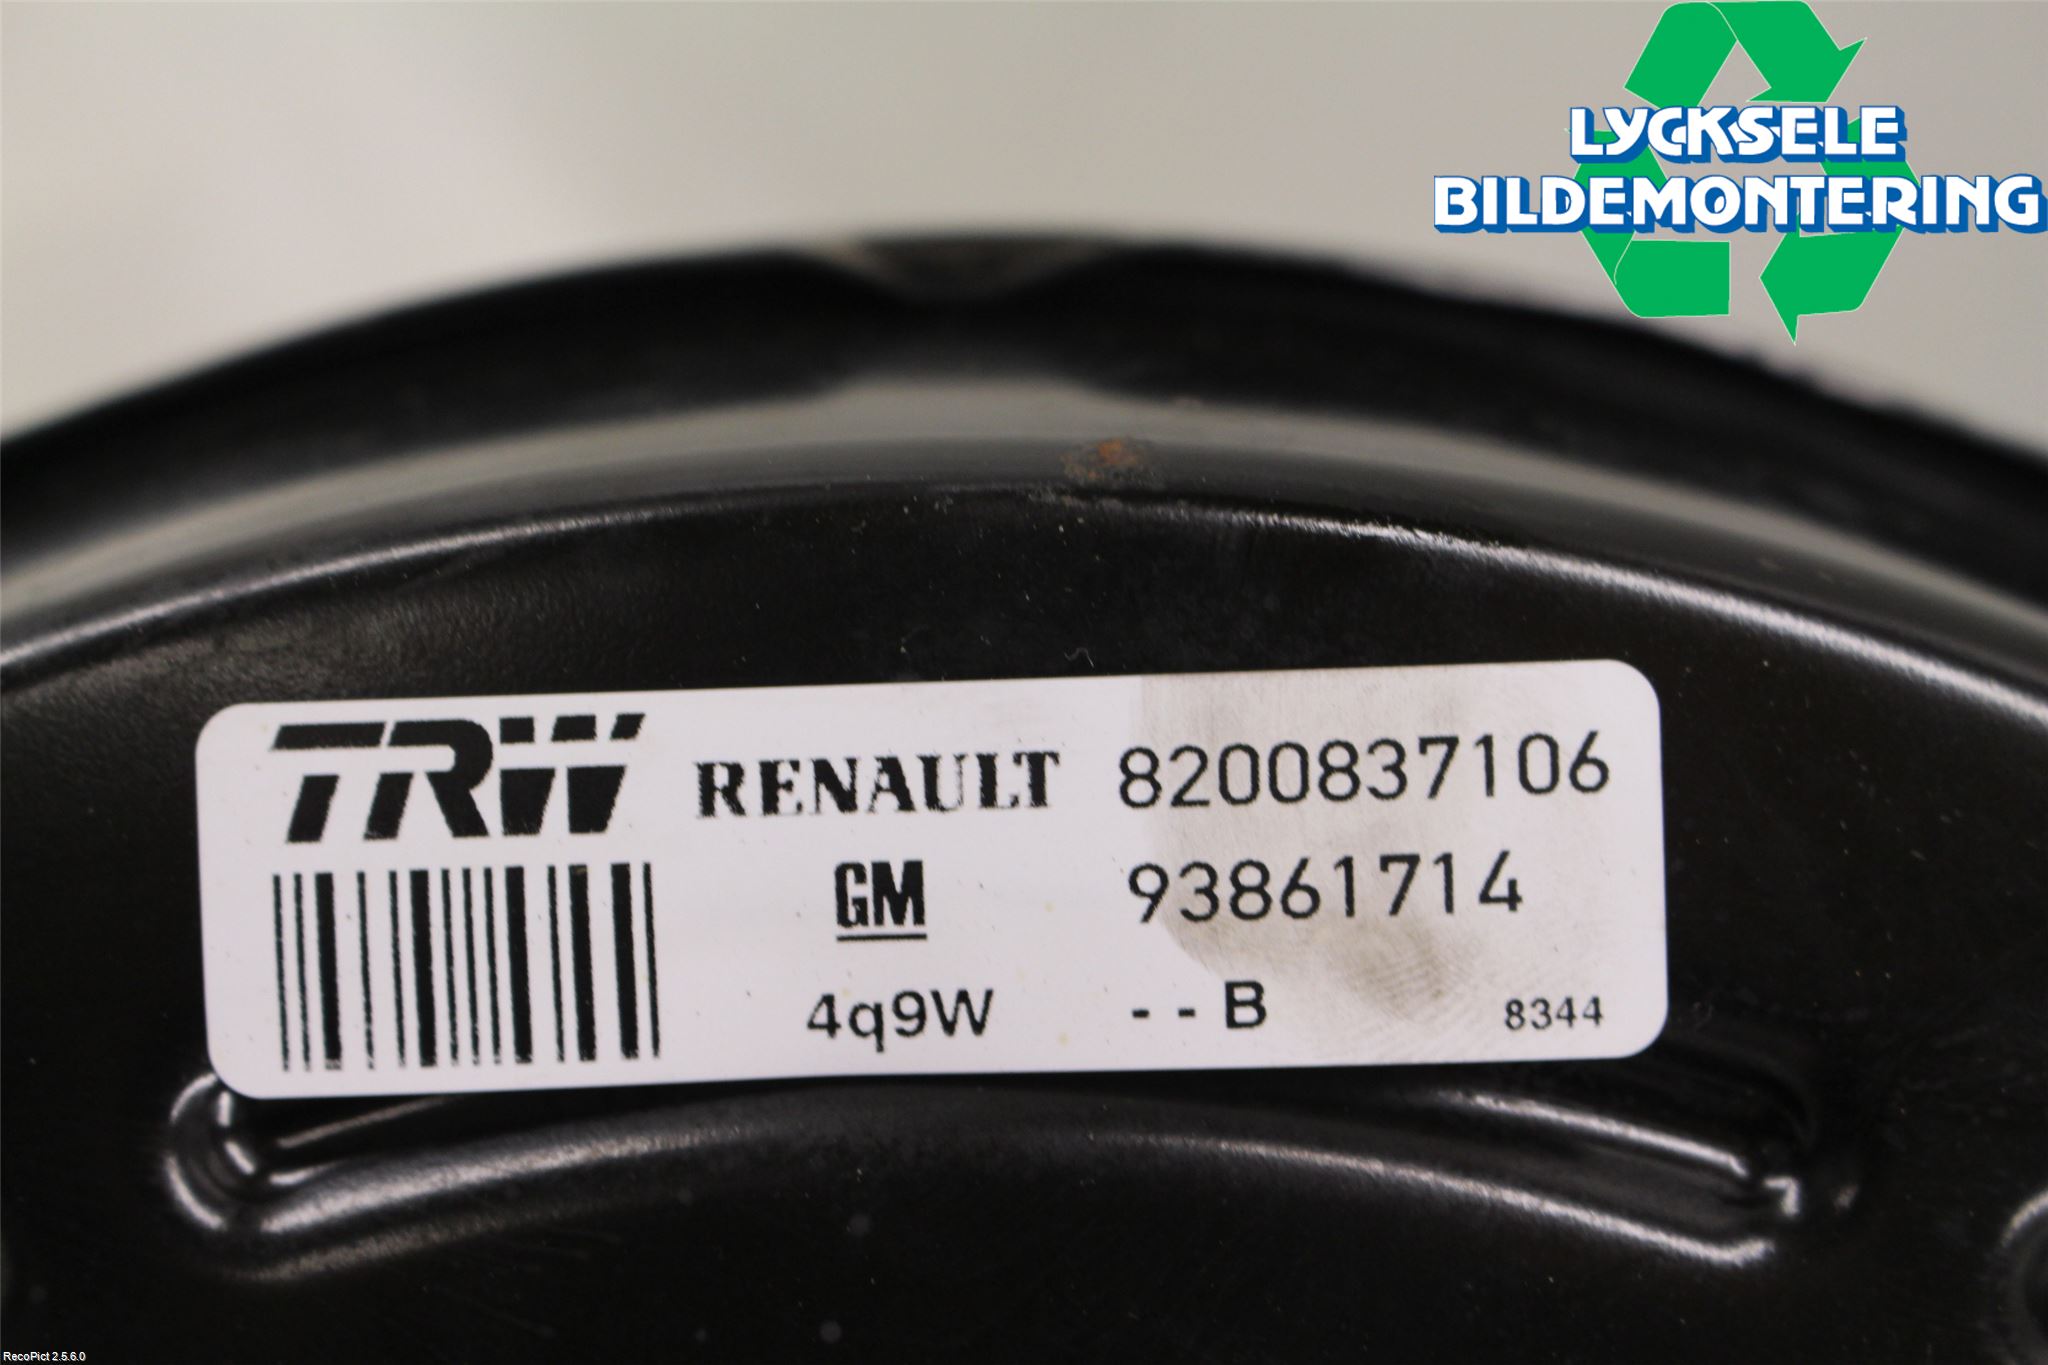 LYCKSELE
BILDEMONTERING
TRW RENAULT 8200837106
GM 93861714
4q9W --B 8344
RecoPict 2.5.6.0